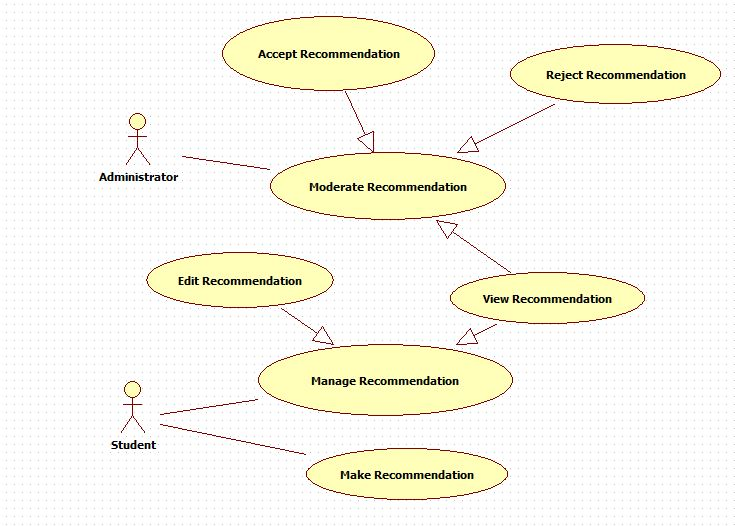 Accept Recommendation
Reject Recommendation
Administrator
Moderate Recommendation
Edit Recommendation
View Recommendation
Manage Recommendation
Student
Make Recommendation